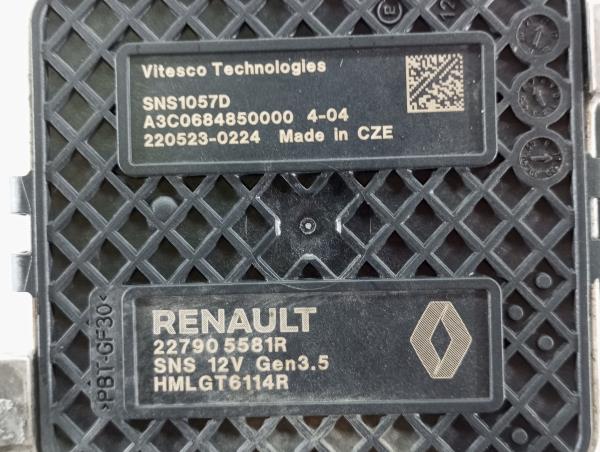 Vitesco Technologies
SNS1057D
A3C0684850000 4-04
220523-0224 Made in CZE
>PBT-GF30<
RENAULT
22790 5581R
SNS 12V Gen3.5
HMLGT6114R